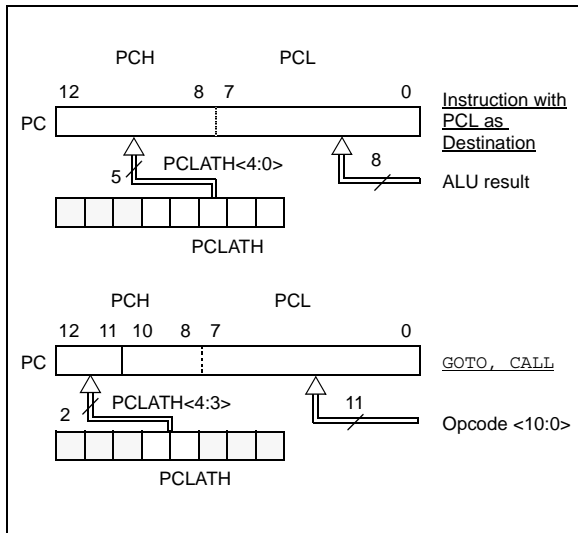 PCH PCL
12 8 7 0
Instruction with
PCL as
Destination
PC
5 PCLATH<4:0> 8
ALU result
PCLATH
PCH PCL
12 11 10 8 7 0
PC
GOTO, CALL
2 PCLATH<4:3> 11
Opcode <10:0>
PCLATH